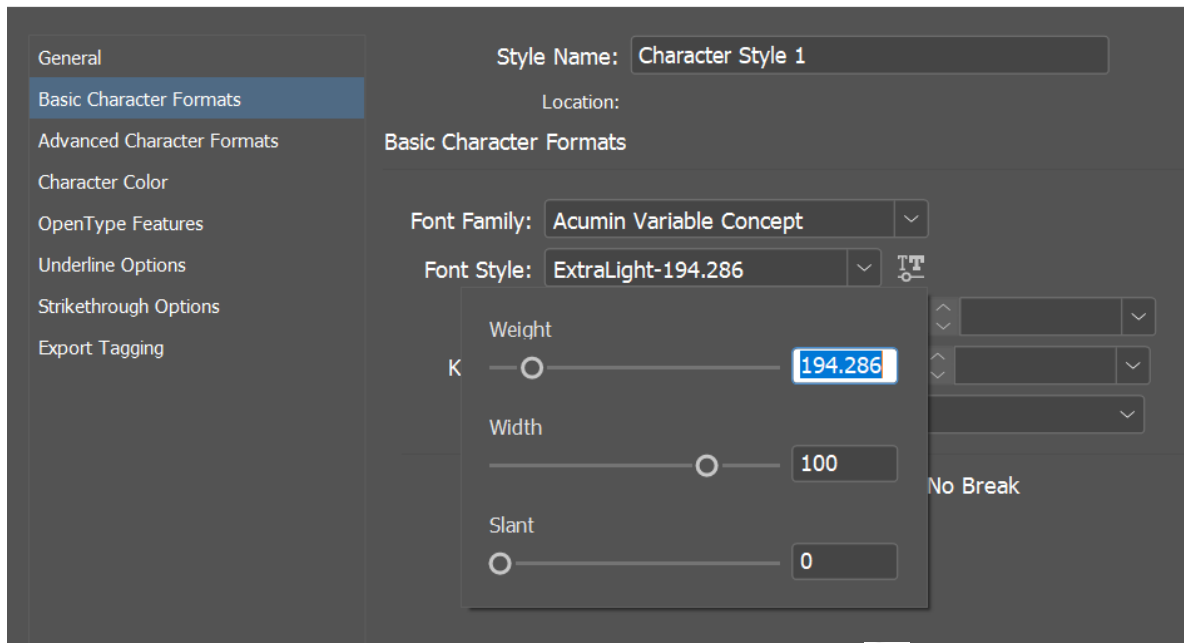 General
Basic Character Formats
Advanced Character Formats
Character Color
OpenType Features
Underline Options
Strikethrough Options
Export Tagging
Style Name: Character Style 1
Location:
Basic Character Formats
Font Family: Acumin Variable Concept
Font Style: ExtraLight-194.286
K
Weight
194.286
Width
100
Slant
0
No Break